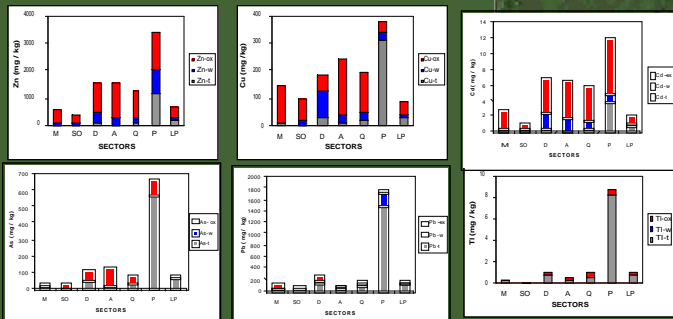 4000
3000
2000
1000
0
Zn (mg / kg)
M SO D A Q P LP
SECTORS
Zn-ox
Zn-w
Zn-t
400
300
200
100
0
Cu (mg / kg)
M SO D A Q P LP
SECTORS
Cu-ox
Cu-w
Cu-t
14
12
10
8
6
4
2
0
Cd (mg / kg)
M SO D A Q P LP
SECTORS
Cd -ox
Cd-w
Cd-t
700
600
500
400
300
200
100
0
As (mg / kg)
M SO D A Q P LP
SECTORS
As- ox
As-w
As-t
2000
1800
1600
1400
1200
1000
800
600
400
200
0
Pb (mg / kg)
M SO D A Q P LP
SECTORS
Pb -ox
Pb -w
Pb -t
10
8
6
4
2
0
Tl (mg / kg)
M SO D A Q P LP
SECTORS
Tl-ox
Tl-w
Tl-t